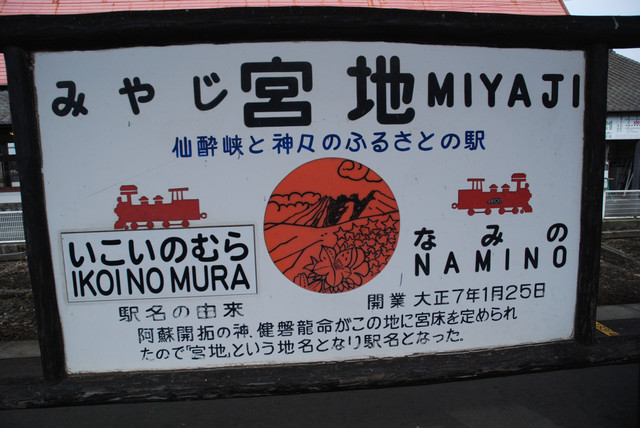 みやじ 宮地 MIYAJI
仙酔峡と神々のふるさとの駅
いこいのむら
IKOINOMURA
なみの
NAMINO
駅名の由来
開業 大正7年1月25日
阿蘇開拓の神、健磐龍命がこの地に宮床を定められ
たので「宮地」という地名となり駅名となった。